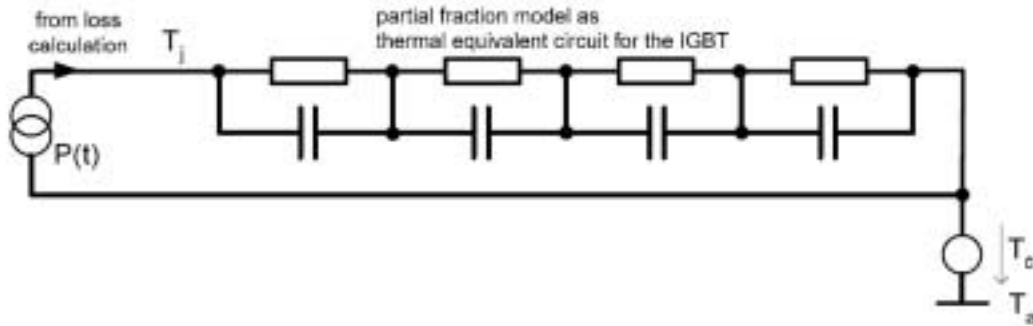 from loss
calculation
T j
partial fraction model as
thermal equivalent circuit for the IGBT
P(t)
T c
T a